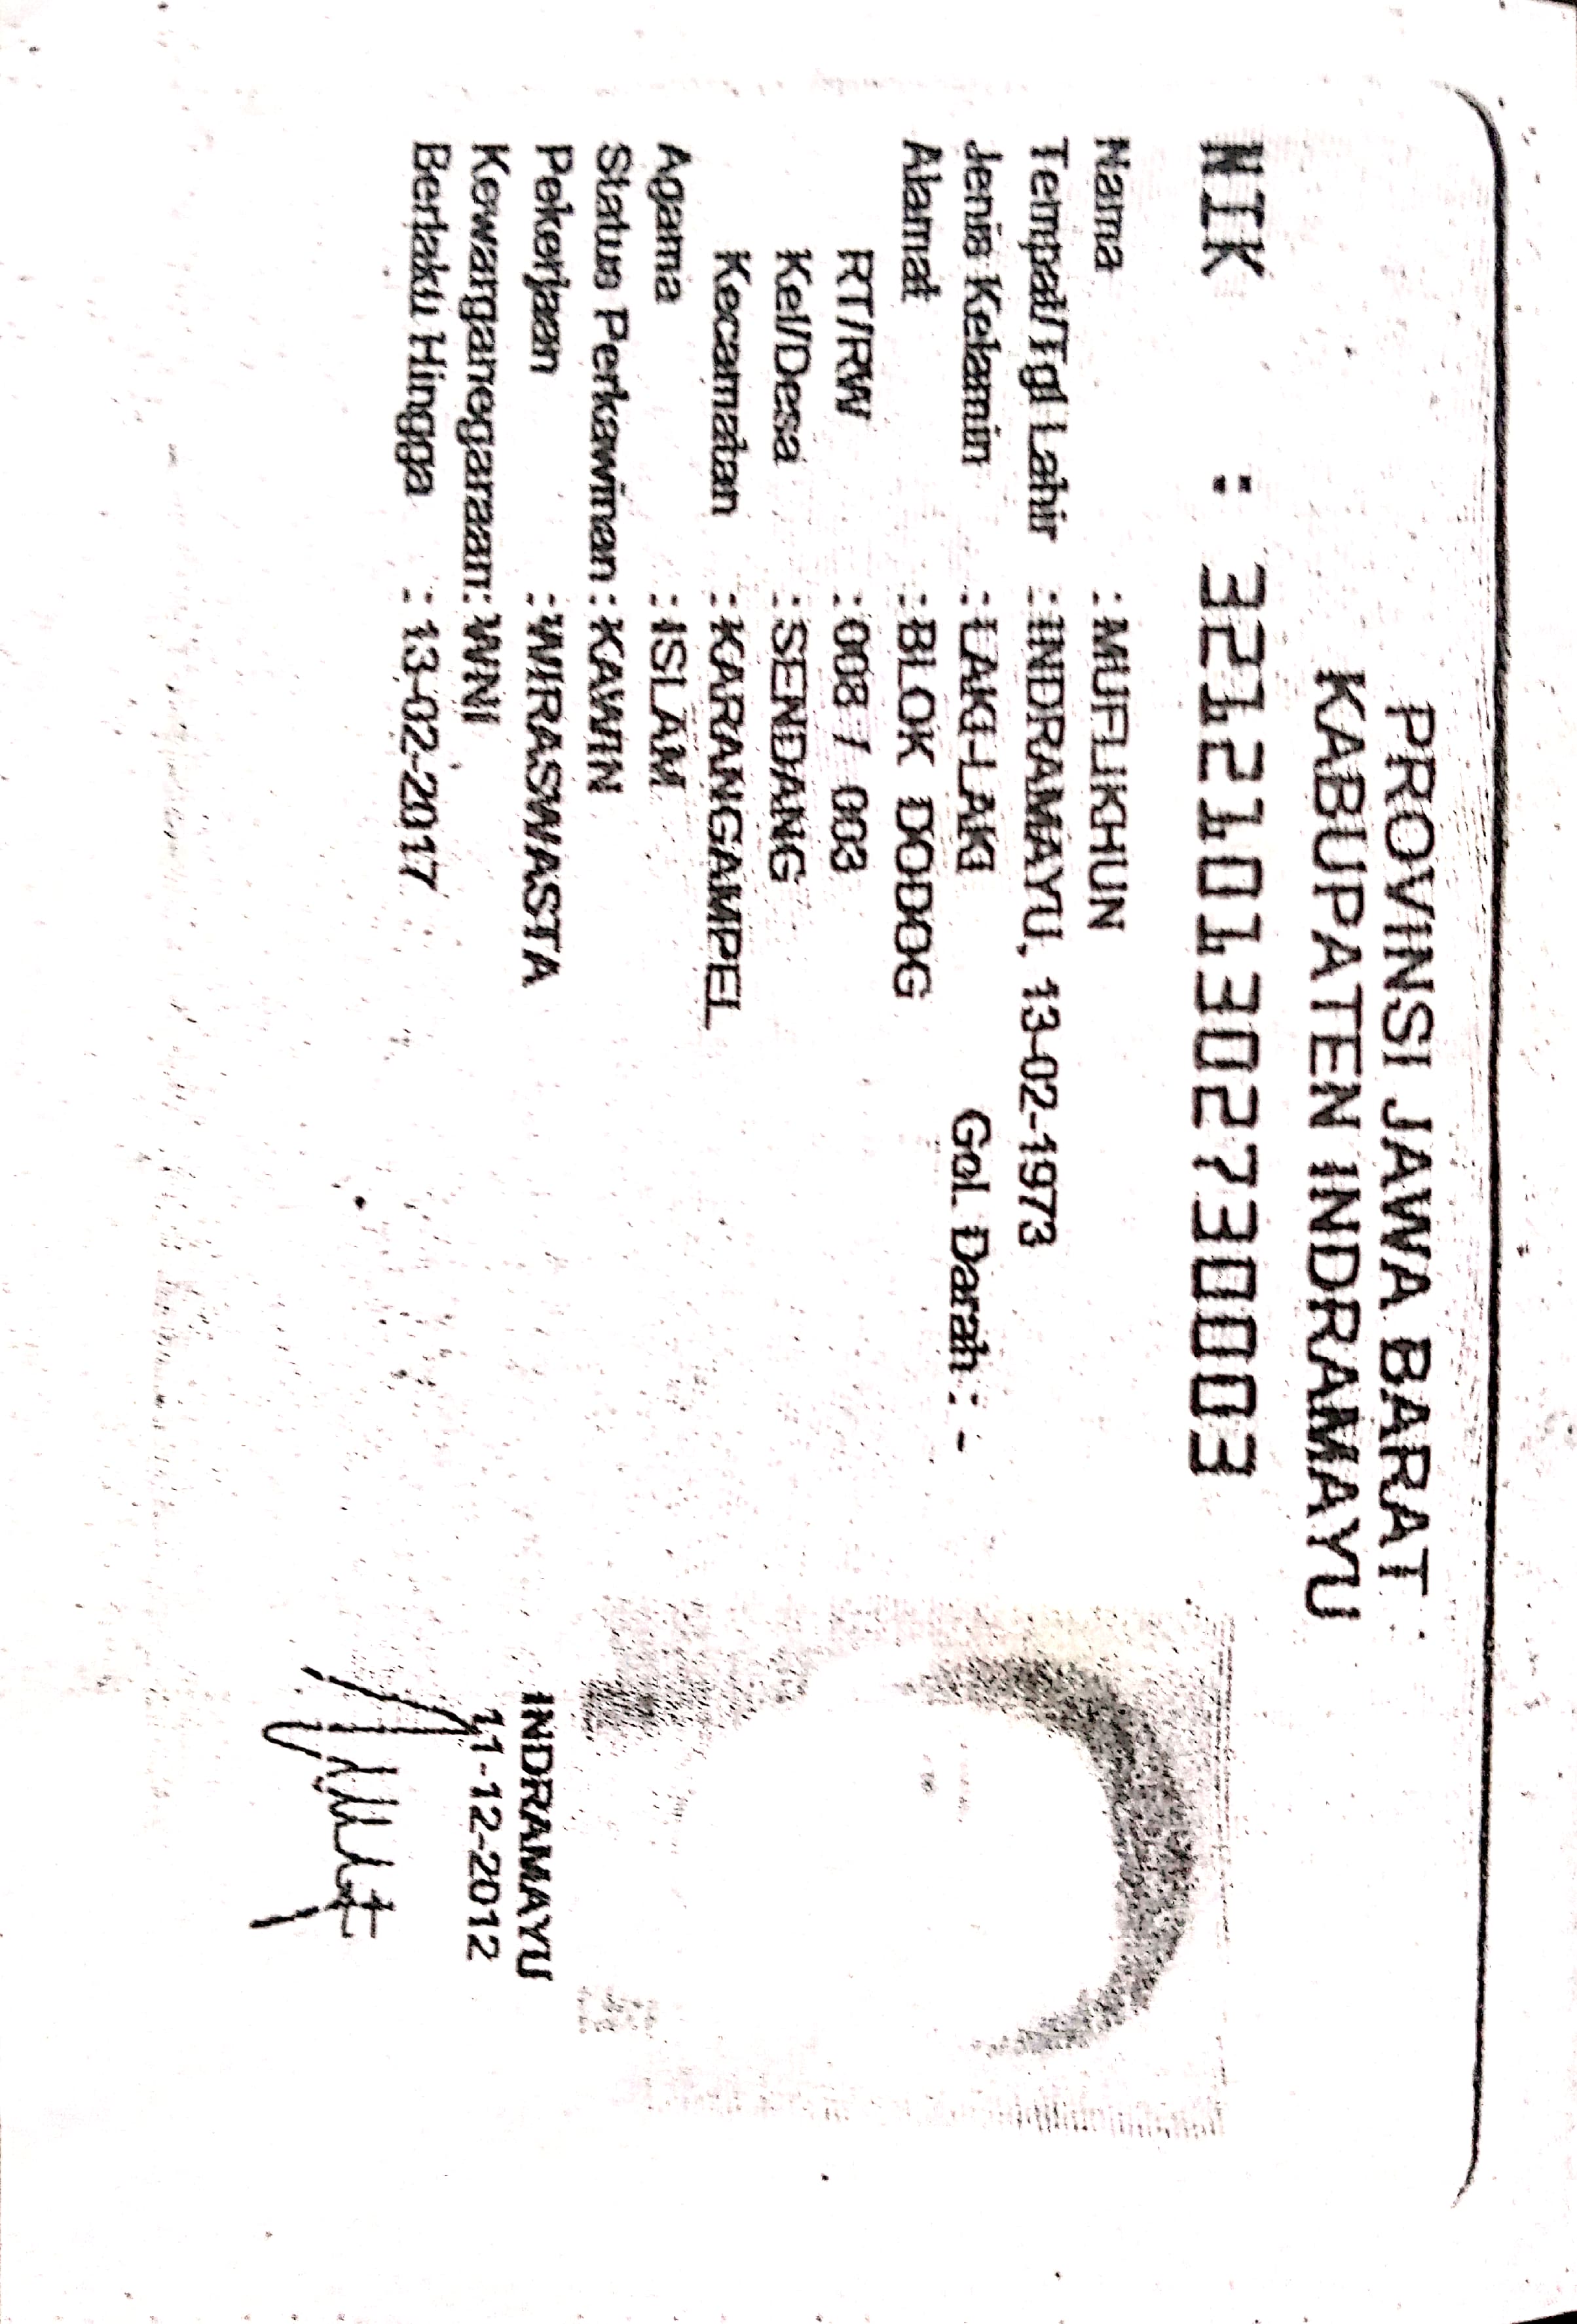 PROVINSI JAWA BARAT
KABUPATEN INDRAMAYU
NIK : 3212101302730003
Nama : MUFLIKHUN
Tempat/Tgl Lahir : INDRAMAYU, 13-02-1973
Jenis Kelamin : LAKI-LAKI Gol. Darah : -
Alamat : BLOK DODOG
RT/RW : 008 / 003
Kel/Desa : SENDANG
Kecamatan : KARANGAMPEL
Agama : ISLAM
Status Perkawinan : KAWIN
Pekerjaan : WIRASWASTA
Kewarganegaraan: WNI
Berlaku Hingga : 13-02-2017
INDRAMAYU
11-12-2012